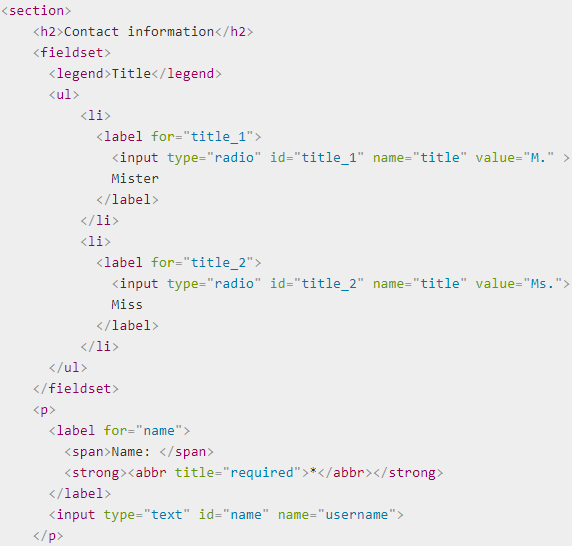 <section>
<h2>Contact information</h2>
<fieldset>
<legend>Title</legend>
<ul>
<li>
<label for="title_1">
<input type="radio" id="title_1" name="title" value="M." >
Mister
</label>
</li>
<li>
<label for="title_2">
<input type="radio" id="title_2" name="title" value="Ms.">
Miss
</label>
</li>
</ul>
</fieldset>
<p>
<label for="name">
<span>Name: </span>
<strong><abbr title="required">*</abbr></strong>
</label>
<input type="text" id="name" name="username">
</p>